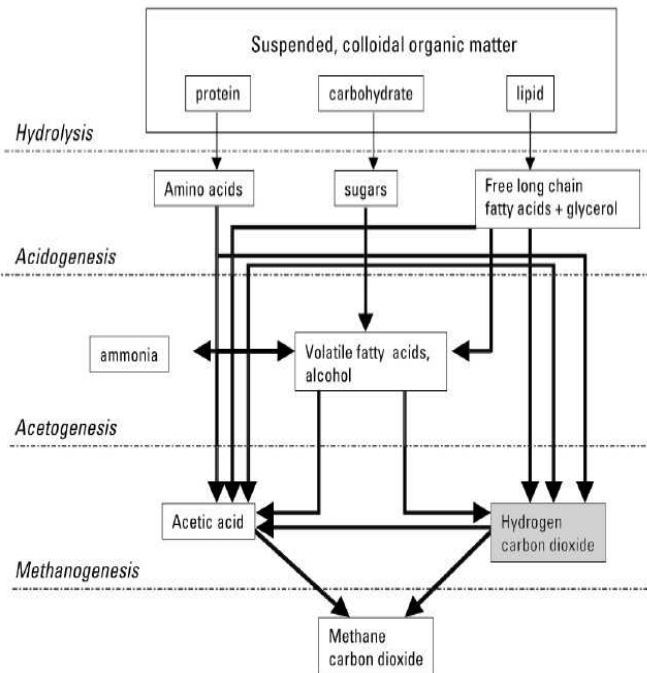 Suspended, colloidal organic matter
protein
carbohydrate
lipid
Hydrolysis
Amino acids
sugars
Free long chain
fatty acids + glycerol
Acidogenesis
ammonia
Volatile fatty acids,
alcohol
Acetogenesis
Acetic acid
Hydrogen
carbon dioxide
Methanogenesis
Methane
carbon dioxide